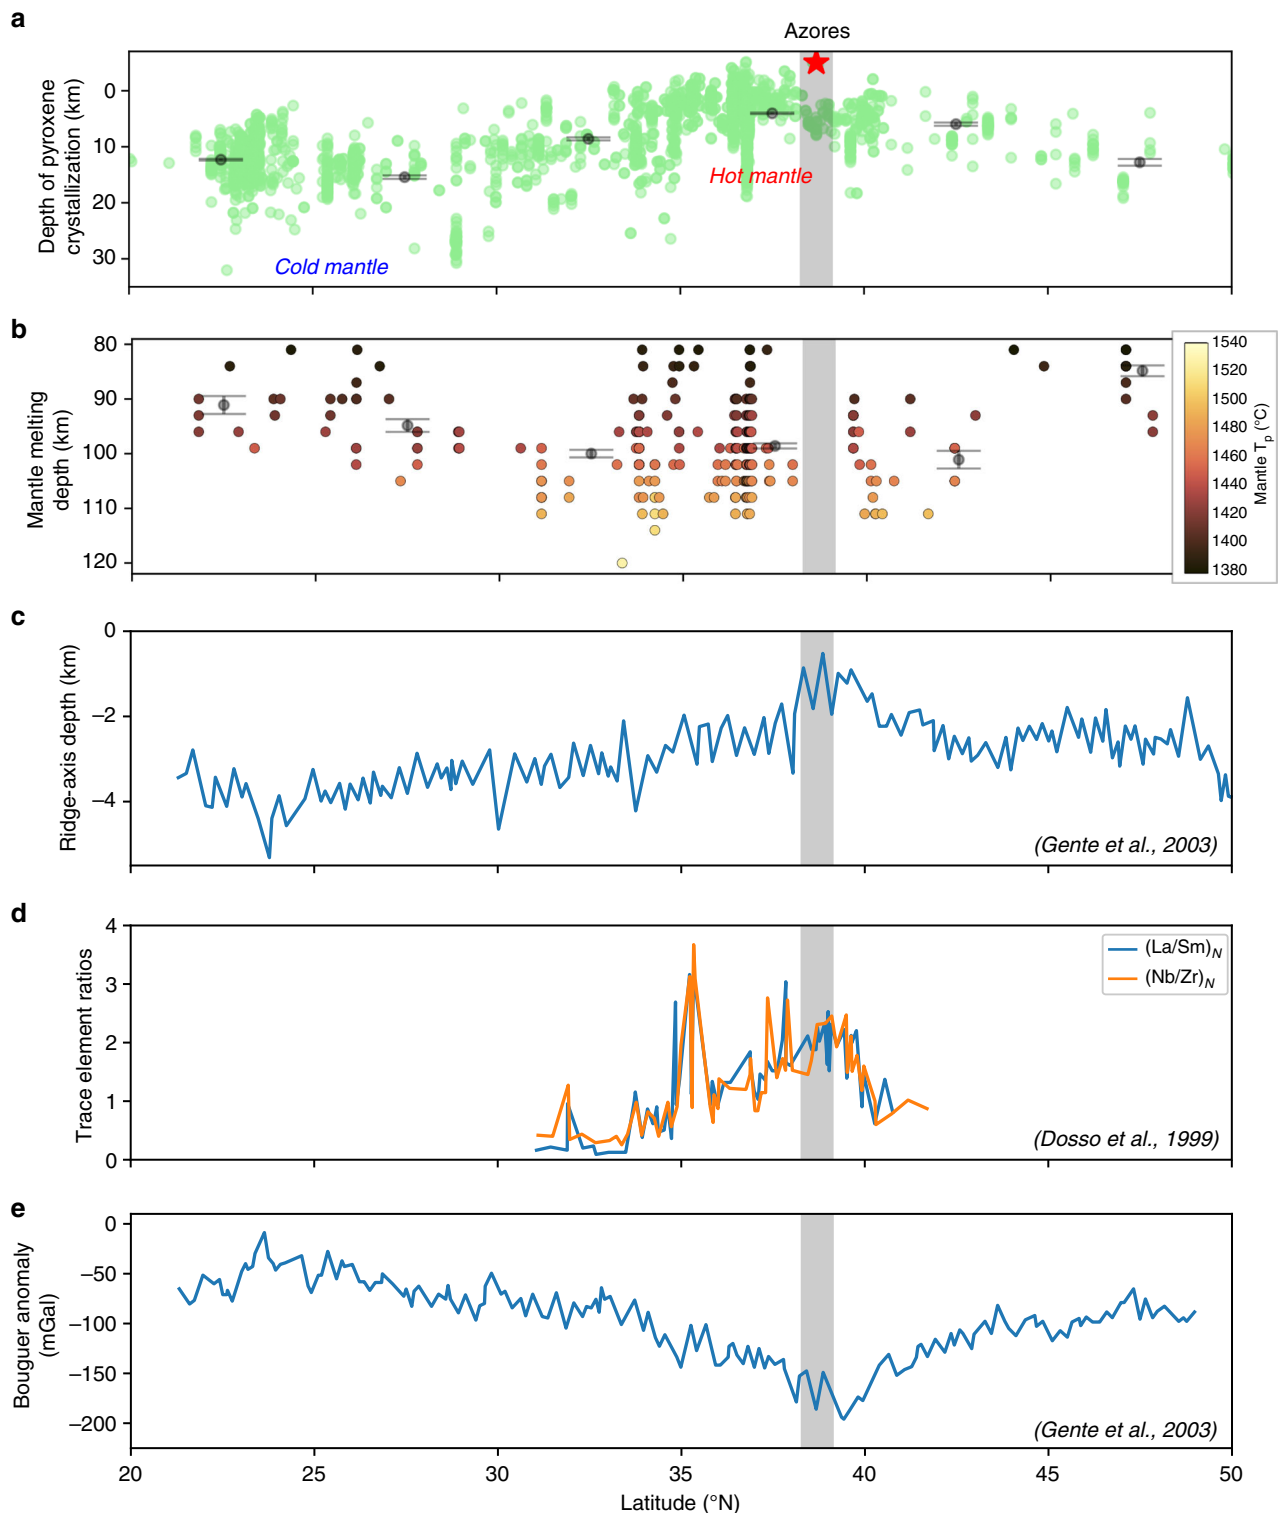 a
Azores
Depth of pyroxene
crystallization (km)
0
10
20
30
Hot mantle
Cold mantle
b
Mantle melting
depth (km)
80
90
100
110
120
1540
1520
1500
1480
1460
1440
1420
1400
1380
Mantle Tp (°C)
c
Ridge-axis depth (km)
0
−2
−4
(Gente et al., 2003)
d
Trace element ratios
4
3
2
1
0
(La/Sm)N
(Nb/Zr)N
(Dosso et al., 1999)
e
Bouguer anomaly
(mGal)
0
−50
−100
−150
−200
(Gente et al., 2003)
20 25 30 35 40 45 50
Latitude (°N)